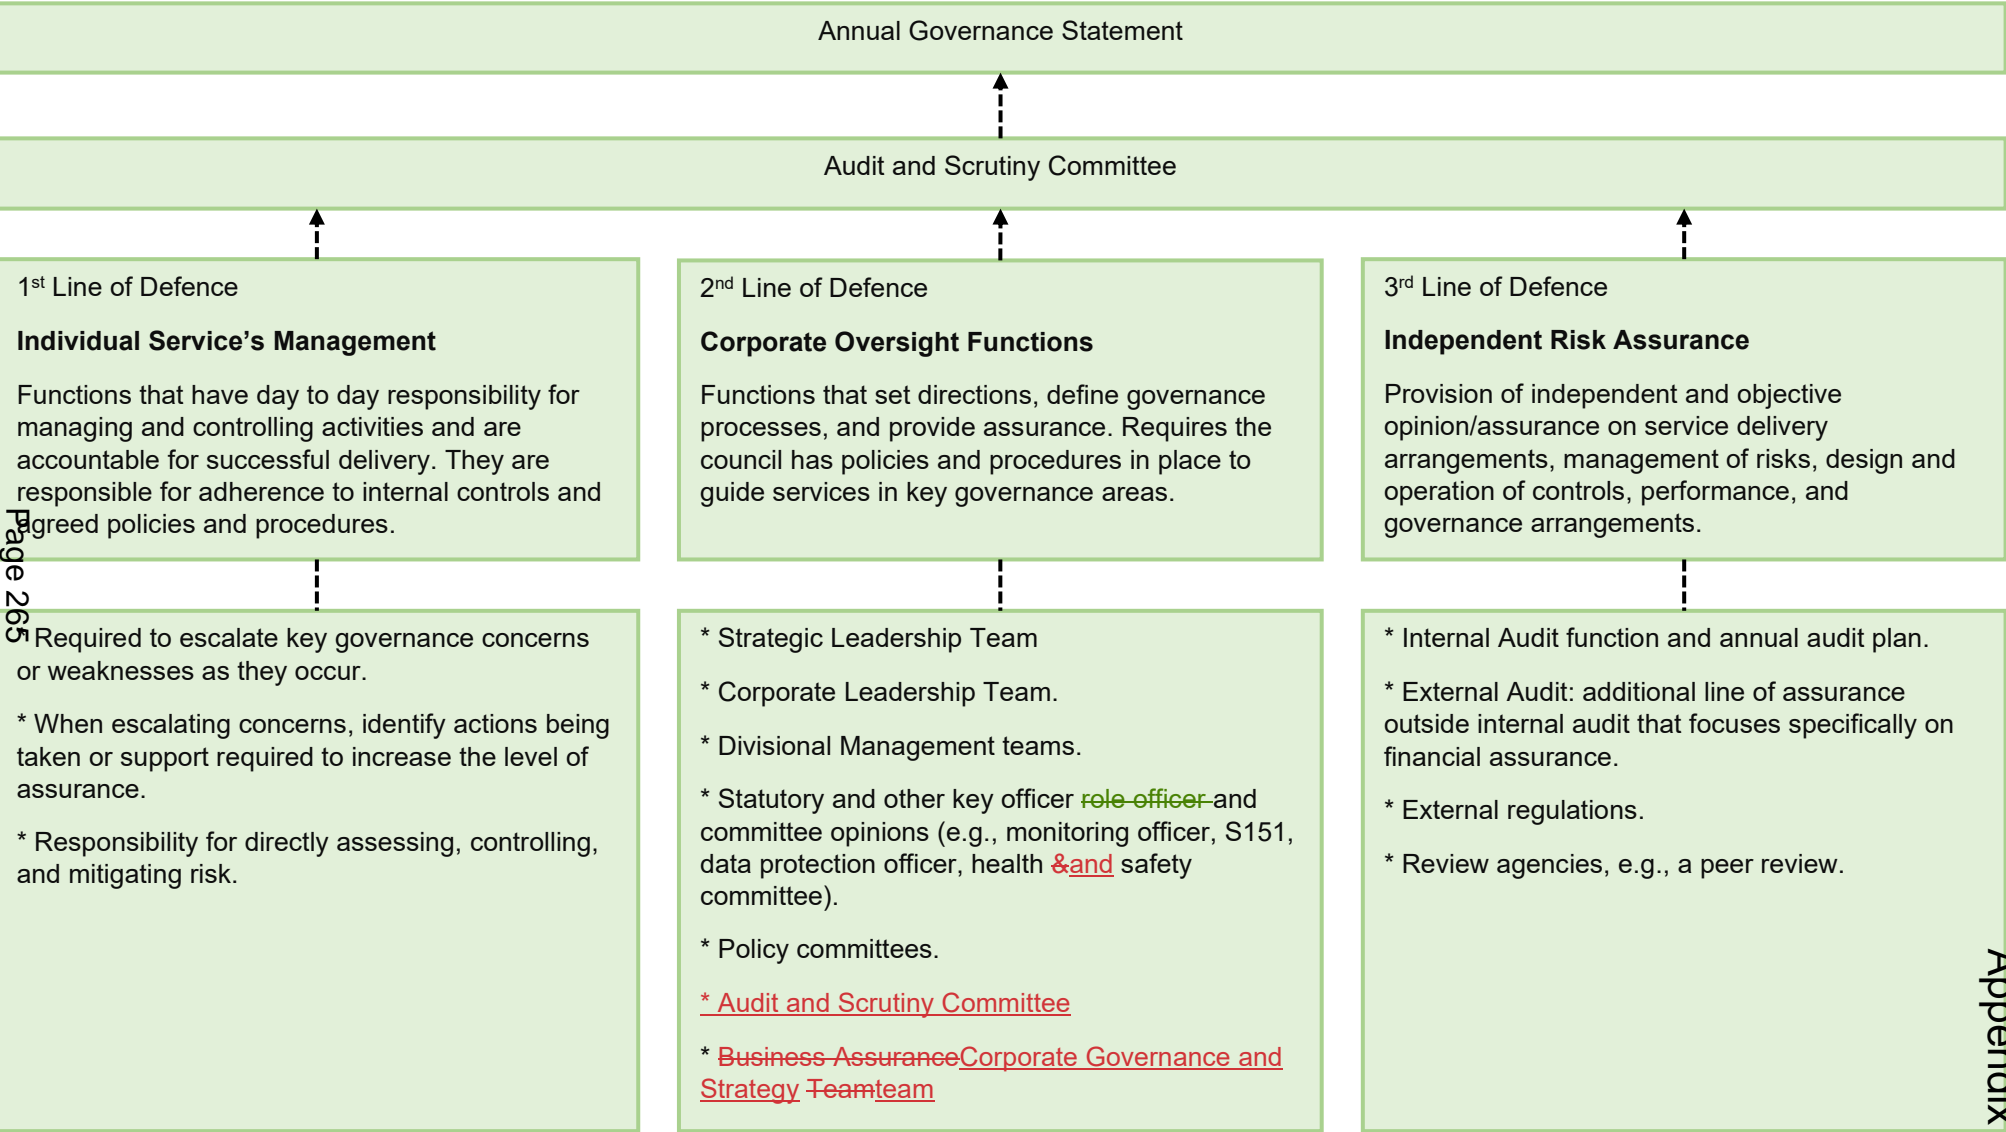 Annual Governance Statement
Audit and Scrutiny Committee
1st Line of Defence
Individual Service’s Management
Functions that have day to day responsibility for
managing and controlling activities and are
accountable for successful delivery. They are
responsible for adherence to internal controls and
agreed policies and procedures.
* Required to escalate key governance concerns
or weaknesses as they occur.
* When escalating concerns, identify actions being
taken or support required to increase the level of
assurance.
* Responsibility for directly assessing, controlling,
and mitigating risk.
2nd Line of Defence
Corporate Oversight Functions
Functions that set directions, define governance
processes, and provide assurance. Requires the
council has policies and procedures in place to
guide services in key governance areas.
* Strategic Leadership Team
* Corporate Leadership Team.
* Divisional Management teams.
* Statutory and other key officer role officer and
committee opinions (e.g., monitoring officer, S151,
data protection officer, health &and safety
committee).
* Policy committees.
* Audit and Scrutiny Committee
* Business AssuranceCorporate Governance and
Strategy Teamteam
3rd Line of Defence
Independent Risk Assurance
Provision of independent and objective
opinion/assurance on service delivery
arrangements, management of risks, design and
operation of controls, performance, and
governance arrangements.
* Internal Audit function and annual audit plan.
* External Audit: additional line of assurance
outside internal audit that focuses specifically on
financial assurance.
* External regulations.
* Review agencies, e.g., a peer review.
Page 265
Appendix